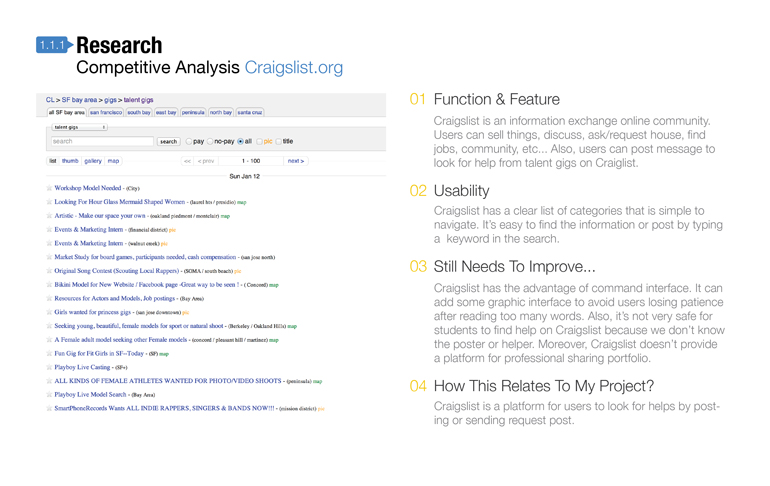 1.1.1 Research
Competitive Analysis Craigslist.org
CL > SF bay area > gigs > talent gigs
all SF bay area san francisco south bay east bay peninsula north bay santa cruz
talent gigs
search search pay no-pay all pic title
list thumb gallery map << < prev 1 - 100 next >
Sun Jan 12
Workshop Model Needed - (City)
Looking For Hour Glass Mermaid Shaped Women - (laurel hts / presidio) map
Artistic - Make our space your own - (oakland piedmont / montclair) map
Events & Marketing Intern - (financial district) pic
Events & Marketing Intern - (walnut creek) pic
Market Study for board games, participants needed, cash compensation - (san jose north)
Original Song Contest (Scouting Local Rappers) - (SOMA / south beach) pic
Bikini Model for New Website / Facebook page -Great way to be seen ! - ( Concord) map
Resources for Actors and Models, Job postings - (Bay Area)
Girls wanted for princess gigs - (san jose downtown) pic
Seeking young, beautiful, female models for sport or natural shoot - (Berkeley / Oakland Hills) map
A Female adult model seeking other Female models - (concord / pleasant hill / martinez) map
Fun Gig for Fit Girls in SF--Today - (SF) map
Playboy Live Casting - (SF+)
ALL KINDS OF FEMALE ATHLETES WANTED FOR PHOTO/VIDEO SHOOTS - (peninsula) map
Playboy Live Model Search - (Bay Area)
SmartPhoneRecords Wants ALL INDIE RAPPERS, SINGERS & BANDS NOW!!! - (mission district) pic
01 Function & Feature
Craigslist is an information exchange online community.
Users can sell things, discuss, ask/request house, find
jobs, community, etc... Also, users can post message to
look for help from talent gigs on Craiglist.
02 Usability
Craigslist has a clear list of categories that is simple to
navigate. It's easy to find the information or post by typing
a keyword in the search.
03 Still Needs To Improve...
Craigslist has the advantage of command interface. It can
add some graphic interface to avoid users losing patience
after reading too many words. Also, it's not very safe for
students to find help on Craigslist because we don't know
the poster or helper. Moreover, Craigslist doesn't provide
a platform for professional sharing portfolio.
04 How This Relates To My Project?
Craigslist is a platform for users to look for helps by post-
ing or sending request post.